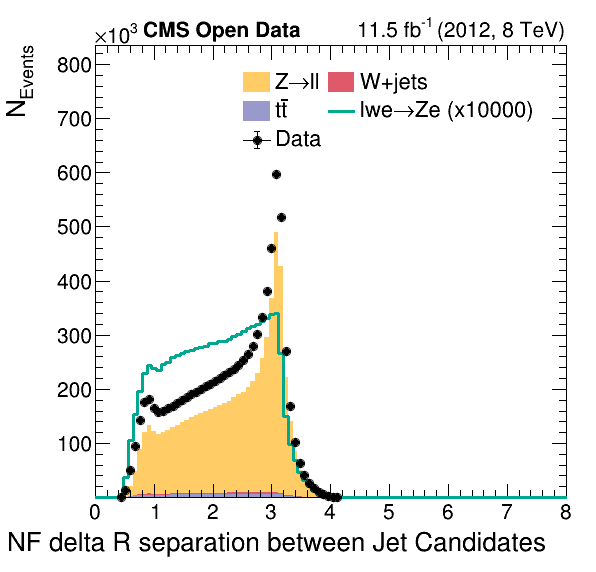 ×10³ CMS Open Data 11.5 fb⁻¹ (2012, 8 TeV)
N_Events
800
700
600
500
400
300
200
100
Z→ll W+jets
tt̄ lwe→Ze (x10000)
Data
0 1 2 3 4 5 6 7 8
NF delta R separation between Jet Candidates